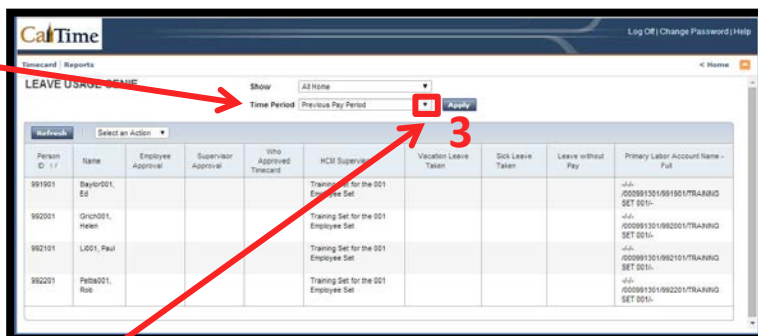 CalTime
Log Off | Change Password | Help
Timecard | Reports
< Home
LEAVE USAGE GENIE
Show All Home
Time Period Previous Pay Period Apply
3
Refresh Select an Action
Person ID Name Employee Approval Supervisor Approval Who Approved Timecard HCM Supervisor Vacation Leave Taken Sick Leave Taken Leave without Pay Primary Labor Account Name - Full
991901 Baylor001, Ed Training Set for the 001 Employee Set -/-/-/000991301/991901/TRAINING SET 001/-
992001 Grich001, Helen Training Set for the 001 Employee Set -/-/-/000991301/992001/TRAINING SET 001/-
992101 Li001, Paul Training Set for the 001 Employee Set -/-/-/000991301/992101/TRAINING SET 001/-
992201 Petta001, Rob Training Set for the 001 Employee Set -/-/-/000991301/992201/TRAINING SET 001/-